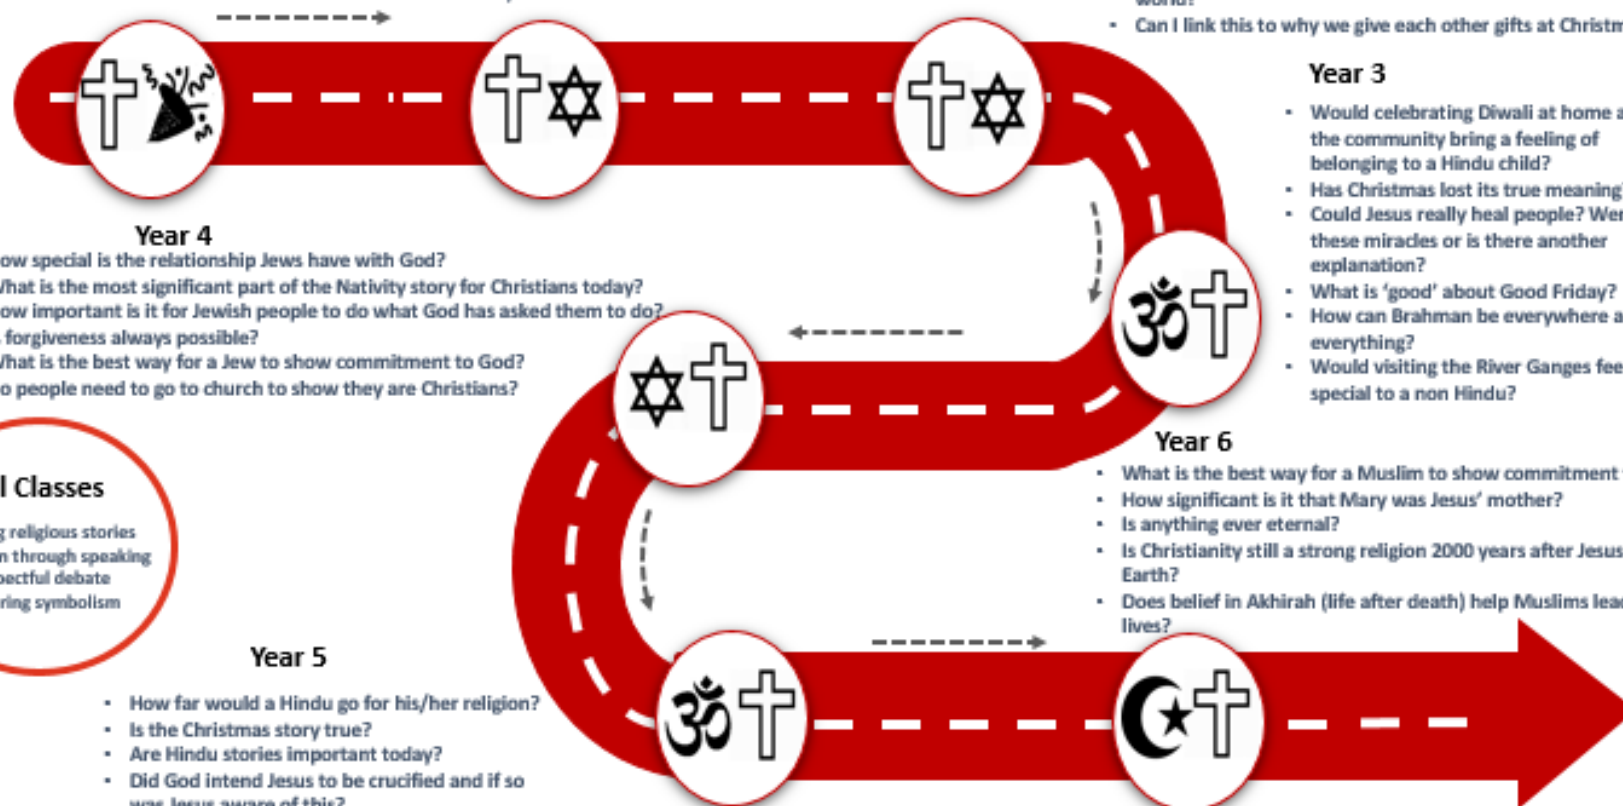 Can I link this to why we give each other gifts at
Year 3
Would celebrating Diwali at home
the community bring a feeling of
belonging to a Hindu child?
Has Christmas lost its true meaning
Could Jesus really heal people?
these miracles or is there another
explanation?
What is ‘good’ about Good Friday?
How can Brahman be everywhere
everything?
Would visiting the River Ganges
special to a non Hindu?
Year 4
special is the relationship Jews have with God?
is the most significant part of the Nativity story for Christians today?
important is it for Jewish people to do what God has asked them to do?
forgiveness always possible?
is the best way for a Jew to show commitment to God?
people need to go to church to show they are Christians?
Year 6
What is the best way for a Muslim to show commitment
How significant is it that Mary was Jesus’ mother?
Is anything ever eternal?
Is Christianity still a strong religion 2000 years after Jesus
Earth?
Does belief in Akhirah (life after death) help Muslims
lives?
Classes
religious stories
through speaking
debate
symbolism
Year 5
How far would a Hindu go for his/her religion?
Is the Christmas story true?
Are Hindu stories important today?
Did God intend Jesus to be crucified and if so
was Jesus aware of this?